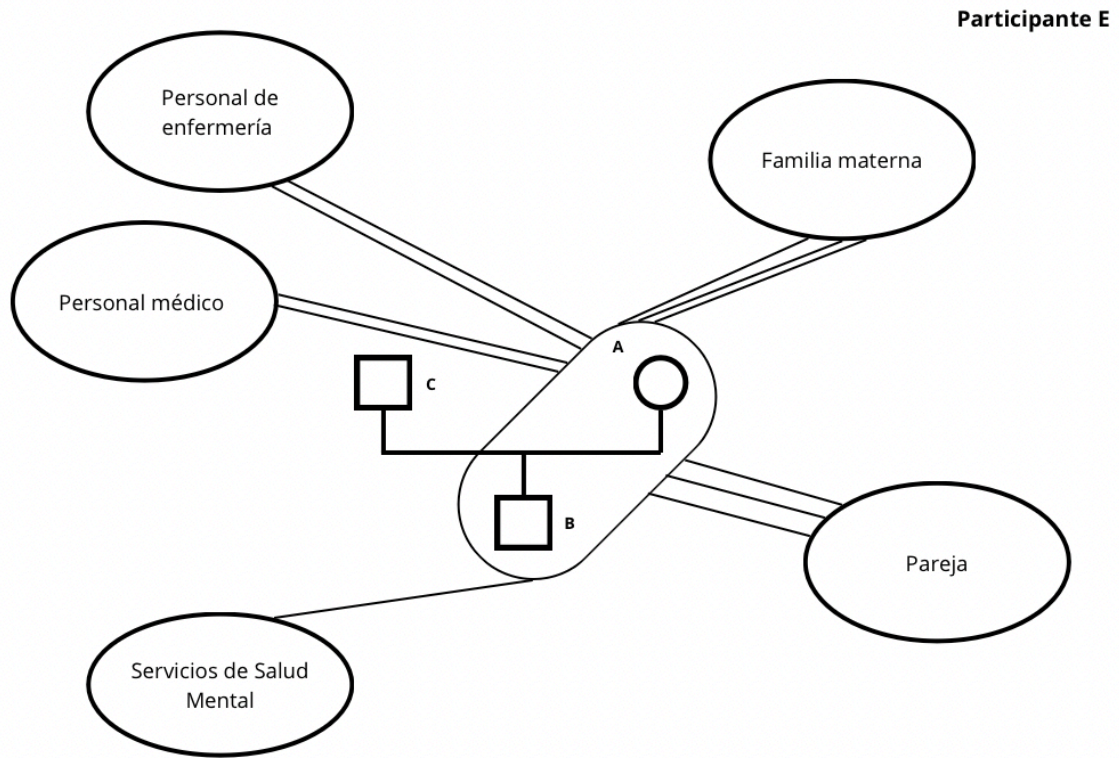 Participante E
Personal de
enfermería
Familia materna
Personal médico
A
C
B
Pareja
Servicios de Salud
Mental